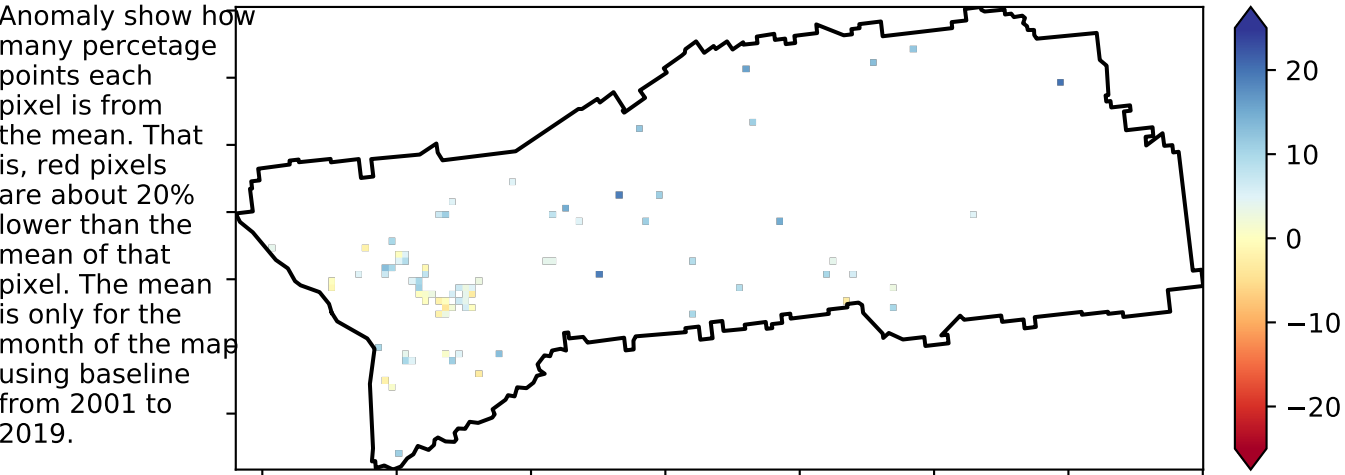 Anomaly show how
many percetage
points each
pixel is from
the mean. That
is, red pixels
are about 20%
lower than the
mean of that
pixel. The mean
is only for the
month of the map
using baseline
from 2001 to
2019.
20
10
0
−10
−20